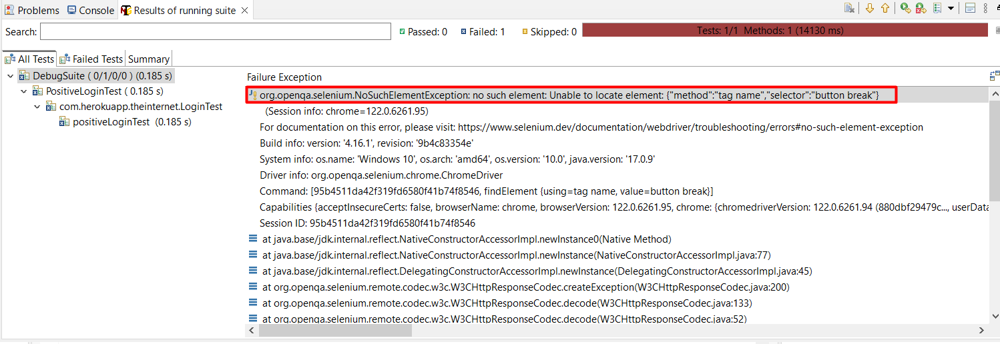 Problems Console Results of running suite
Search: Passed: 0 Failed: 1 Skipped: 0 Tests: 1/1 Methods: 1 (14130 ms)
All Tests Failed Tests Summary
DebugSuite ( 0/1/0/0 ) (0.185 s)
PositiveLoginTest ( 0.185 s)
com.herokuapp.theinternet.LoginTest
positiveLoginTest (0.185 s)
Failure Exception
org.openqa.selenium.NoSuchElementException: no such element: Unable to locate element: {"method":"tag name","selector":"button break"}
(Session info: chrome=122.0.6261.95)
For documentation on this error, please visit: https://www.selenium.dev/documentation/webdriver/troubleshooting/errors#no-such-element-exception
Build info: version: '4.16.1', revision: '9b4c83354e'
System info: os.name: 'Windows 10', os.arch: 'amd64', os.version: '10.0', java.version: '17.0.9'
Driver info: org.openqa.selenium.chrome.ChromeDriver
Command: [95b4511da42f319fd6580f41b74f8546, findElement {using=tag name, value=button break}]
Capabilities {acceptInsecureCerts: false, browserName: chrome, browserVersion: 122.0.6261.95, chrome: {chromedriverVersion: 122.0.6261.94 (880dbf29479c..., userData
Session ID: 95b4511da42f319fd6580f41b74f8546
at java.base/jdk.internal.reflect.NativeConstructorAccessorImpl.newInstance0(Native Method)
at java.base/jdk.internal.reflect.NativeConstructorAccessorImpl.newInstance(NativeConstructorAccessorImpl.java:77)
at java.base/jdk.internal.reflect.DelegatingConstructorAccessorImpl.newInstance(DelegatingConstructorAccessorImpl.java:45)
at org.openqa.selenium.remote.codec.w3c.W3CHttpResponseCodec.createException(W3CHttpResponseCodec.java:200)
at org.openqa.selenium.remote.codec.w3c.W3CHttpResponseCodec.decode(W3CHttpResponseCodec.java:133)
at org.openqa.selenium.remote.codec.w3c.W3CHttpResponseCodec.decode(W3CHttpResponseCodec.java:52)